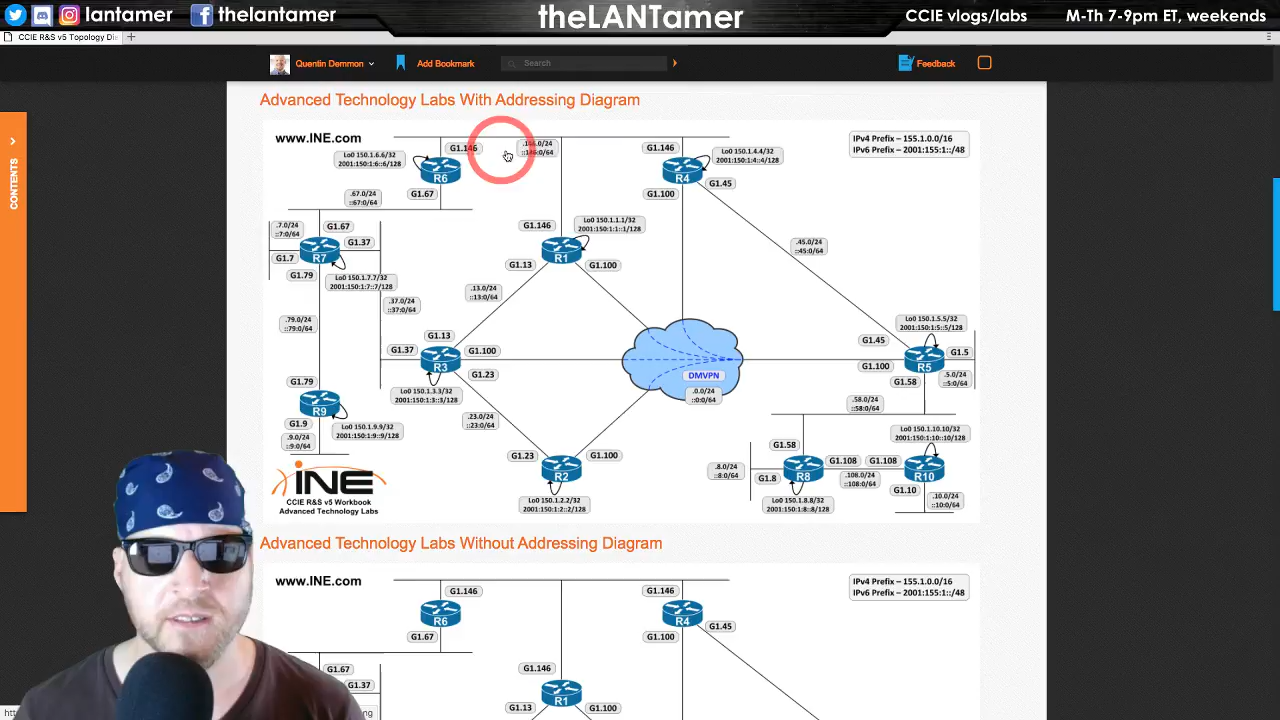 lantamer
thelantamer
theLANTamer
CCIE vlogs/labs
M-Th 7-9pm ET, weekends
CCIE R&S v5 Topology Di
Quentin Demmon
Add Bookmark
Search
Feedback
CONTENTS
Advanced Technology Labs With Addressing Diagram
www.INE.com
IPv4 Prefix – 155.1.0.0/16
IPv6 Prefix – 2001:155:1::/48
G1.146
.146.0/24
::146:0/64
G1.146
Lo0 150.1.6.6/32
2001:150:1:6::6/128
R6
Lo0 150.1.4.4/32
2001:150:1:4::4/128
R4
G1.45
G1.67
G1.100
.67.0/24
::67:0/64
.7.0/24
::7:0/64
G1.67
G1.146
Lo0 150.1.1.1/32
2001:150:1:1::1/128
G1.37
R7
G1.7
R1
.45.0/24
::45:0/64
G1.13
G1.100
G1.79
Lo0 150.1.7.7/32
2001:150:1:7::7/128
.13.0/24
::13:0/64
.37.0/24
::37:0/64
.79.0/24
::79:0/64
Lo0 150.1.5.5/32
2001:150:1:5::5/128
G1.13
G1.45
G1.37
G1.100
R3
G1.5
R5
G1.100
G1.23
DMVPN
.0.0/24
::0:0/64
G1.58
.5.0/24
::5:0/64
G1.79
Lo0 150.1.3.3/32
2001:150:1:3::3/128
R9
.58.0/24
::58:0/64
G1.9
Lo0 150.1.9.9/32
2001:150:1:9::9/128
.23.0/24
::23:0/64
.9.0/24
::9:0/64
Lo0 150.1.10.10/32
2001:150:1:10::10/128
G1.58
G1.23
G1.100
R2
.8.0/24
::8:0/64
G1.8
R8
G1.108
G1.108
.108.0/24
::108:0/64
R10
G1.10
.10.0/24
::10:0/64
Lo0 150.1.2.2/32
2001:150:1:2::2/128
Lo0 150.1.8.8/32
2001:150:1:8::8/128
INE
CCIE R&S v5 Workbook
Advanced Technology Labs
Advanced Technology Labs Without Addressing Diagram
www.INE.com
IPv4 Prefix – 155.1.0.0/16
IPv6 Prefix – 2001:155:1::/48
G1.146
G1.146
R6
R4
G1.45
G1.67
G1.100
G1.67
G1.146
G1.37
R1
G1.13
G1.100